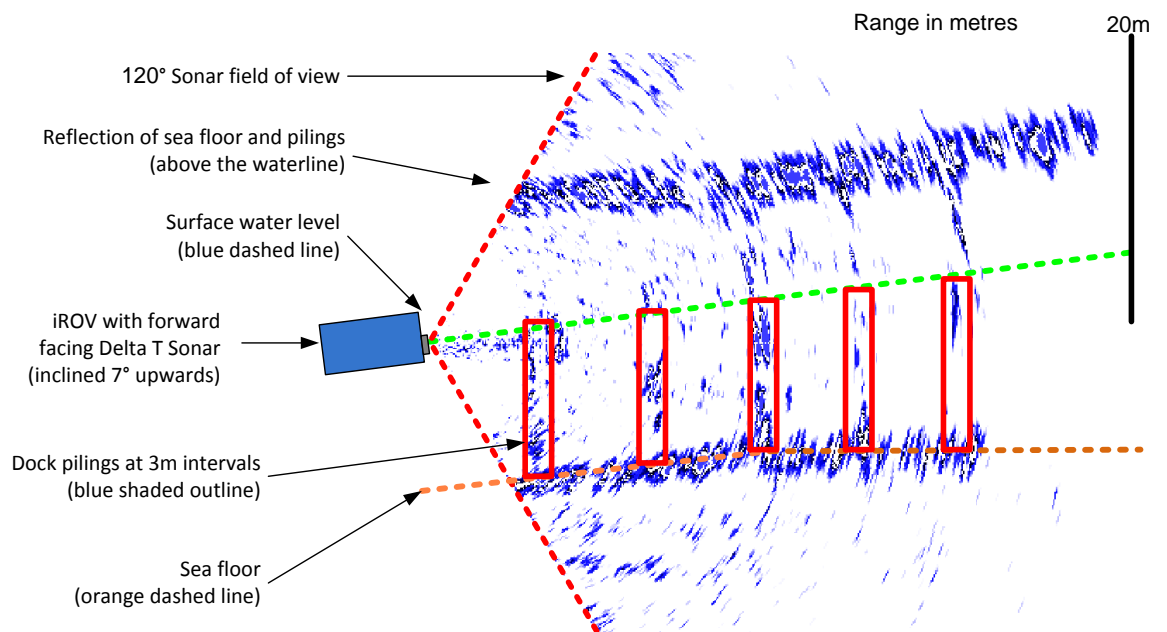 Range in metres
20m
120° Sonar field of view
Reflection of sea floor and pilings
(above the waterline)
Surface water level
(blue dashed line)
iROV with forward
facing Delta T Sonar
(inclined 7° upwards)
Dock pilings at 3m intervals
(blue shaded outline)
Sea floor
(orange dashed line)